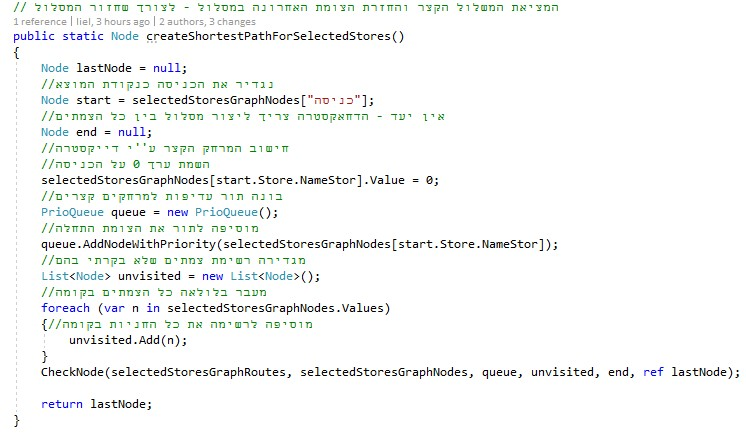 // המציאת המשלול הקצר והחזרת הצומת האחרונה במסלול - לצורך שחזור המסלול
1 reference | liel, 3 hours ago | 2 authors, 3 changes
public static Node createShortestPathForSelectedStores()
{
Node lastNode = null;
//נגדיר את הכניסה כנקודת המוצא
Node start = selectedStoresGraphNodes["כניסה"];
//אין יעד - הדחאקסטרה צריך ליצור מסלול בין כל הצמתים
Node end = null;
//חישוב המרחק הקצר ע''י דייקסטרה
//השמת ערך 0 על הכניסה
selectedStoresGraphNodes[start.Store.NameStor].Value = 0;
//בונה תור עדיפות למרחקים קצרים
PrioQueue queue = new PrioQueue();
//מוסיפה לתור את הצומת התחלה
queue.AddNodeWithPriority(selectedStoresGraphNodes[start.Store.NameStor]);
//מגדירה רשימת צמתים שלא בקרתי בהם
List<Node> unvisited = new List<Node>();
//מעבר בלולאה כל הצמתים בקומה
foreach (var n in selectedStoresGraphNodes.Values)
{//מוסיפה לרשימה את כל החניות בקומה
unvisited.Add(n);
}
CheckNode(selectedStoresGraphRoutes, selectedStoresGraphNodes, queue, unvisited, end, ref lastNode);
return lastNode;
}